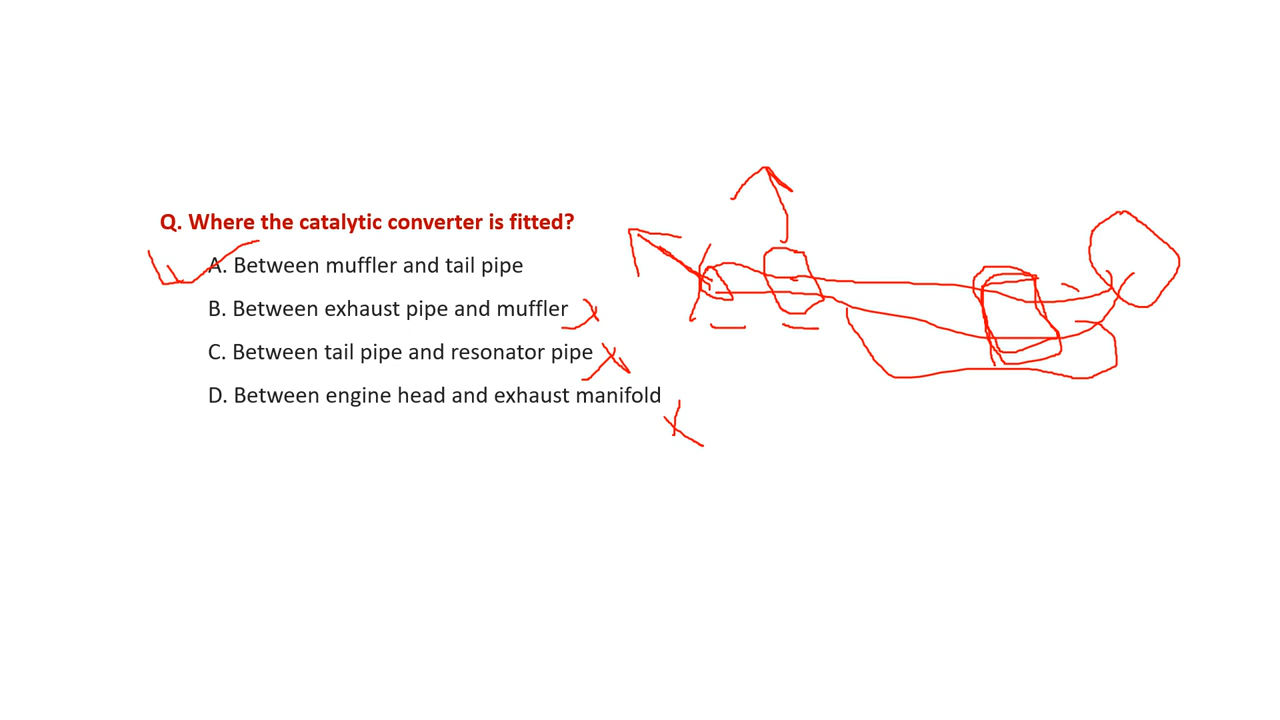 Q. Where the catalytic converter is fitted?
A. Between muffler and tail pipe
B. Between exhaust pipe and muffler
C. Between tail pipe and resonator pipe
D. Between engine head and exhaust manifold